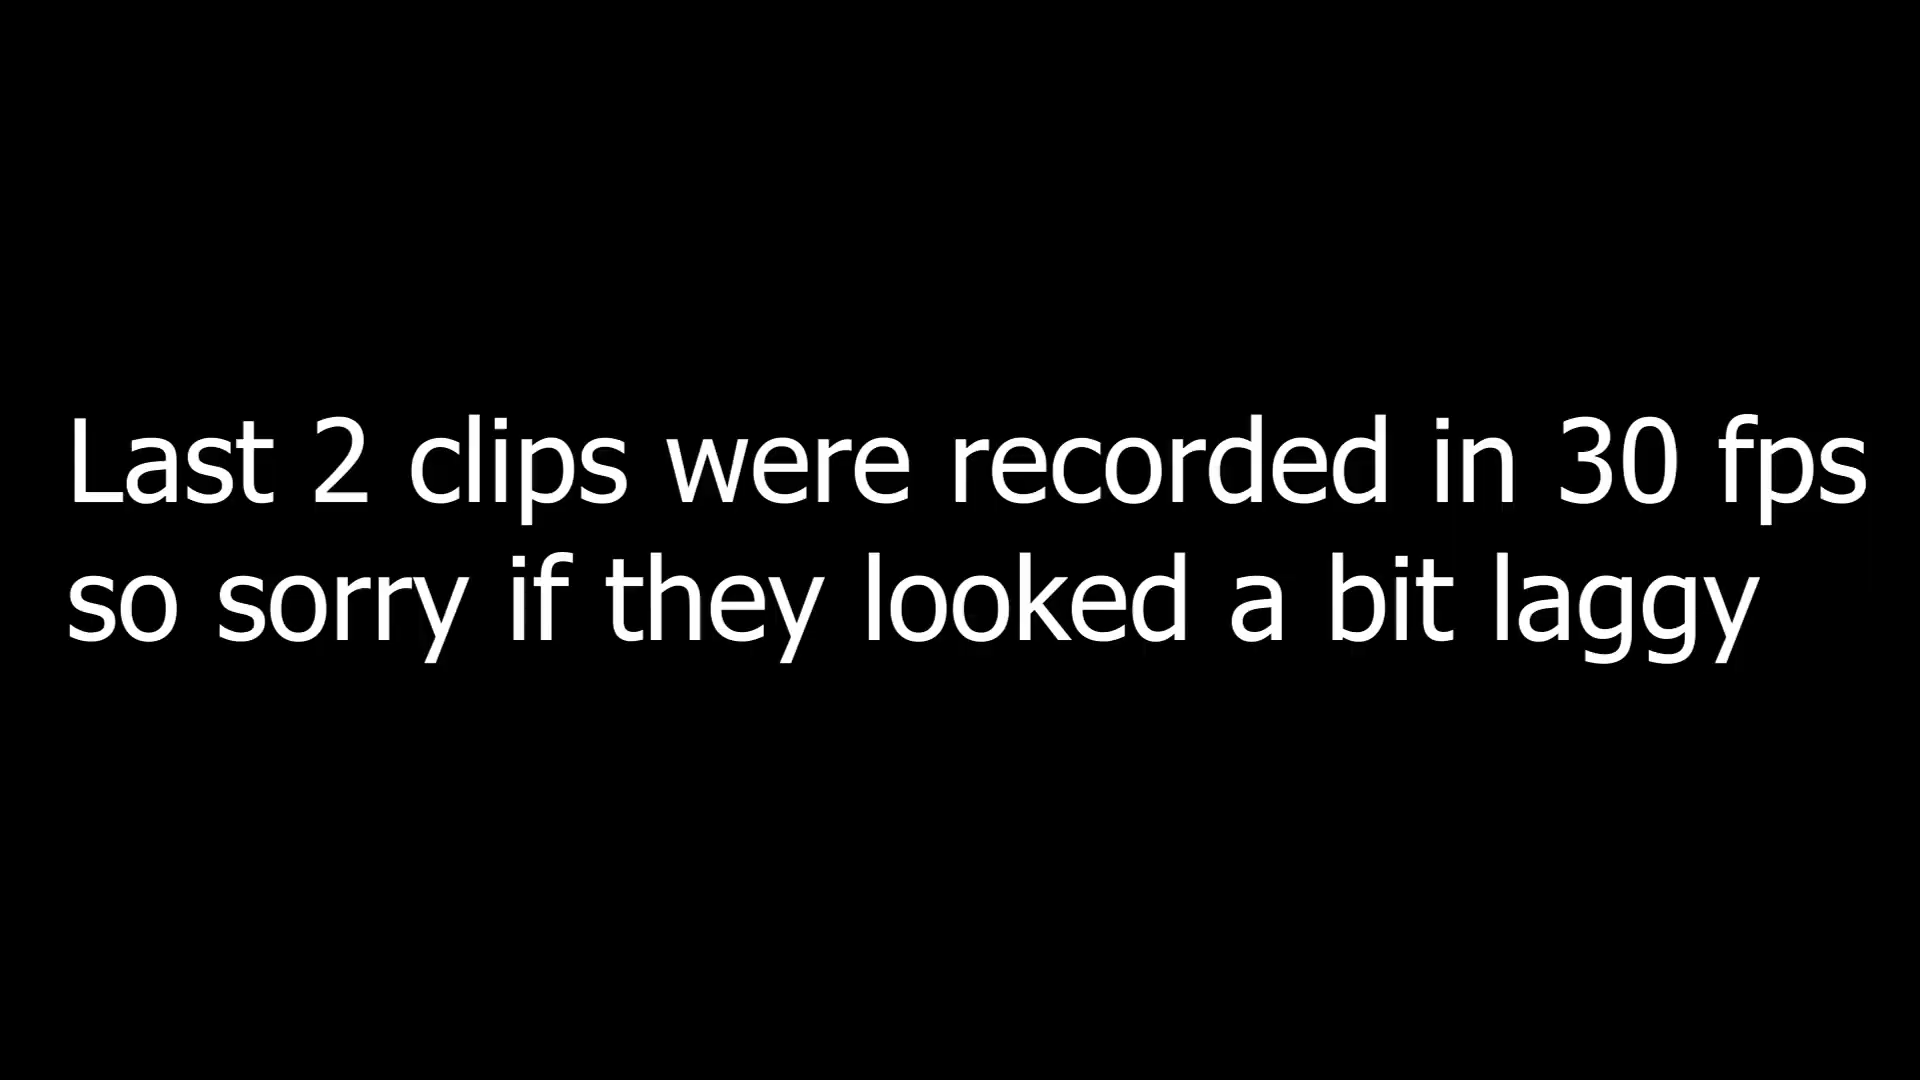 Last 2 clips were recorded in 30 fps
so sorry if they looked a bit laggy